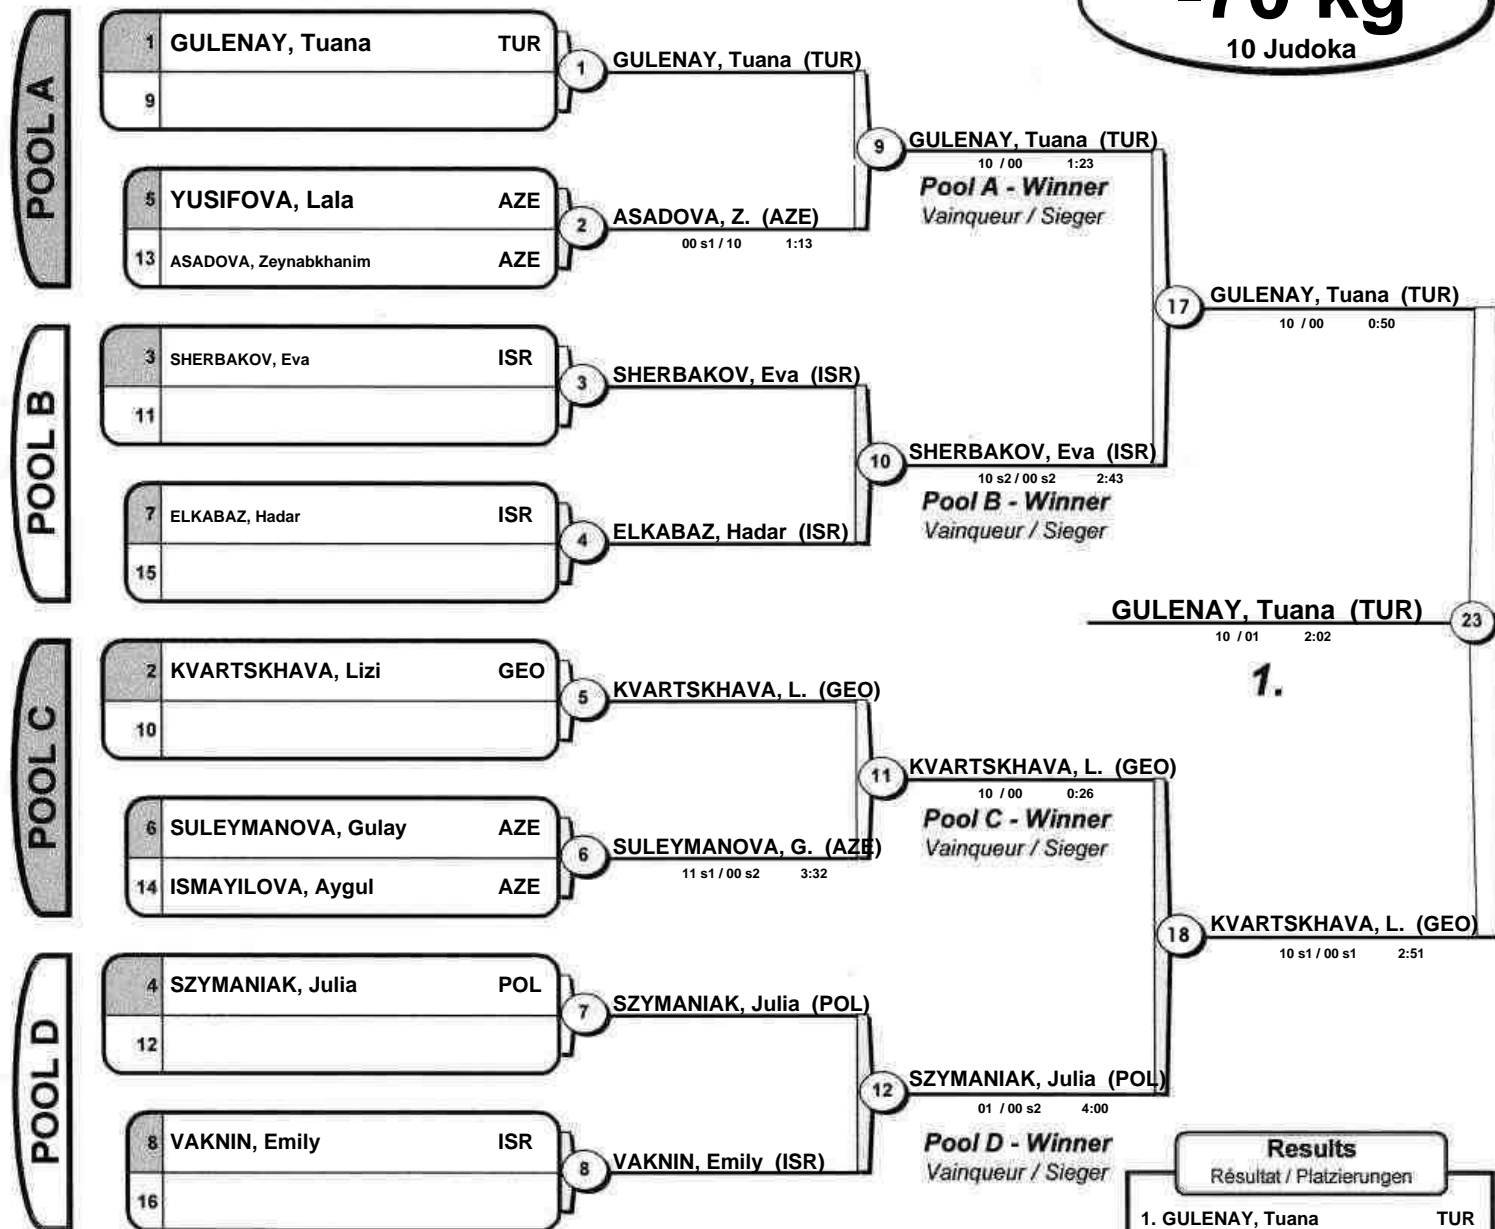 -70 kg
10 Judoka
POOL A
1 GULENAY, Tuana TUR
9
1
GULENAY, Tuana (TUR)
5 YUSIFOVA, Lala AZE
13 ASADOVA, Zeynabkhanim AZE
2
ASADOVA, Z. (AZE)
00 s1 / 10 1:13
9
GULENAY, Tuana (TUR)
10 / 00 1:23
Pool A - Winner
Vainqueur / Sieger
POOL B
3 SHERBAKOV, Eva ISR
11
3
SHERBAKOV, Eva (ISR)
7 ELKABAZ, Hadar ISR
15
4
ELKABAZ, Hadar (ISR)
10
SHERBAKOV, Eva (ISR)
10 s2 / 00 s2 2:43
Pool B - Winner
Vainqueur / Sieger
17
GULENAY, Tuana (TUR)
10 / 00 0:50
GULENAY, Tuana (TUR)
10 / 01 2:02
23
1.
POOL C
2 KVARTSKHAVA, Lizi GEO
10
5
KVARTSKHAVA, L. (GEO)
6 SULEYMANOVA, Gulay AZE
14 ISMAYILOVA, Aygul AZE
6
SULEYMANOVA, G. (AZE)
11 s1 / 00 s2 3:32
11
KVARTSKHAVA, L. (GEO)
10 / 00 0:26
Pool C - Winner
Vainqueur / Sieger
POOL D
4 SZYMANIAK, Julia POL
12
7
SZYMANIAK, Julia (POL)
8 VAKNIN, Emily ISR
16
8
VAKNIN, Emily (ISR)
12
SZYMANIAK, Julia (POL)
01 / 00 s2 4:00
Pool D - Winner
Vainqueur / Sieger
18
KVARTSKHAVA, L. (GEO)
10 s1 / 00 s1 2:51
Results
Résultat / Platzierungen
1. GULENAY, Tuana TUR